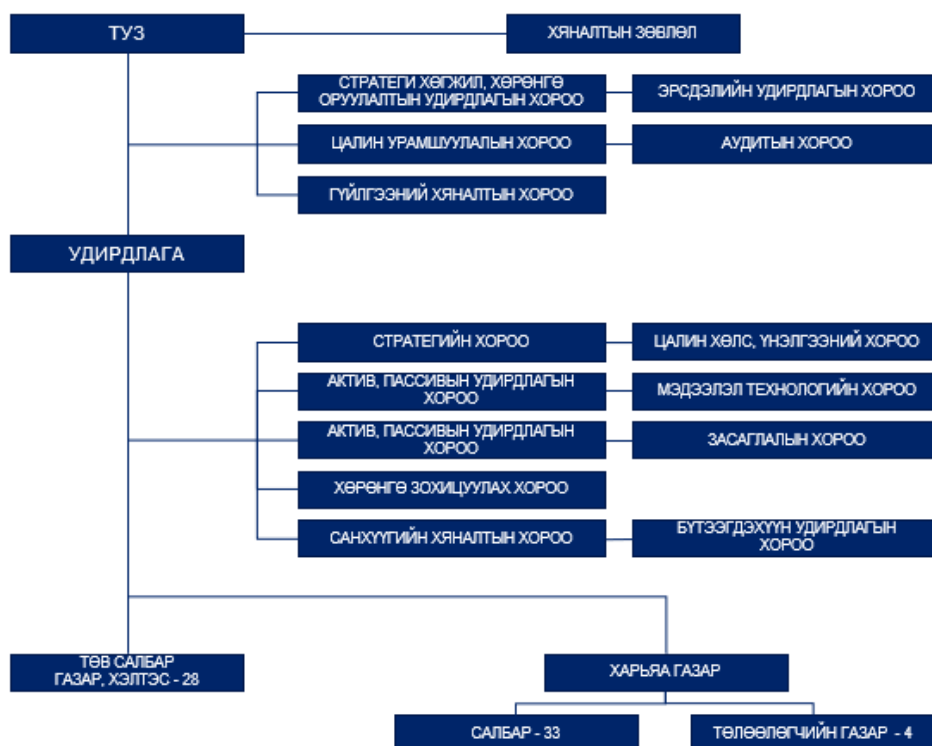 ТУЗ
ХЯНАЛТЫН ЗӨВЛӨЛ
СТРАТЕГИ ХӨГЖИЛ, ХӨРӨНГӨ
ОРУУЛАЛТЫН УДИРДЛАГЫН ХОРОО
ЭРСДЭЛИЙН УДИРДЛАГЫН ХОРОО
ЦАЛИН УРАМШУУЛАЛЫН ХОРОО
АУДИТЫН ХОРОО
ГҮЙЛГЭЭНИЙ ХЯНАЛТЫН ХОРОО
УДИРДЛАГА
СТРАТЕГИЙН ХОРОО
ЦАЛИН ХӨЛС, ҮНЭЛГЭЭНИЙ ХОРОО
АКТИВ, ПАССИВЫН УДИРДЛАГЫН
ХОРОО
МЭДЭЭЛЭЛ ТЕХНОЛОГИЙН ХОРОО
АКТИВ, ПАССИВЫН УДИРДЛАГЫН
ХОРОО
ЗАСАГЛАЛЫН ХОРОО
ХӨРӨНГӨ ЗОХИЦУУЛАХ ХОРОО
САНХҮҮГИЙН ХЯНАЛТЫН ХОРОО
БҮТЭЭГДЭХҮҮН УДИРДЛАГЫН
ХОРОО
ТӨВ САЛБАР
ГАЗАР, ХЭЛТЭС - 28
ХАРЬЯА ГАЗАР
САЛБАР - 33
ТӨЛӨӨЛӨГЧИЙН ГАЗАР - 4